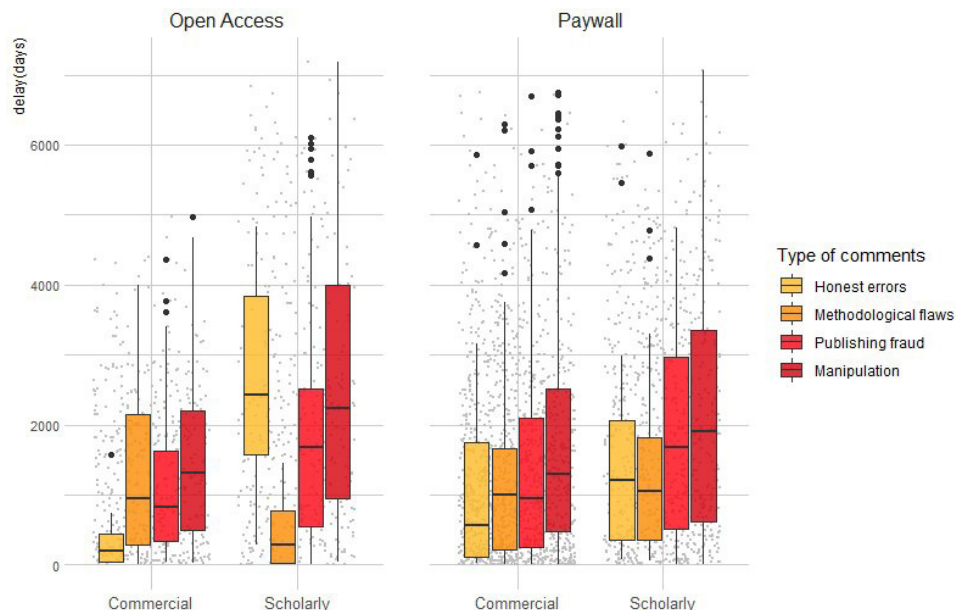 Open Access
Paywall
delay(days)
6000
4000
2000
0
Commercial
Scholarly
Commercial
Scholarly
Type of comments
Honest errors
Methodological flaws
Publishing fraud
Manipulation